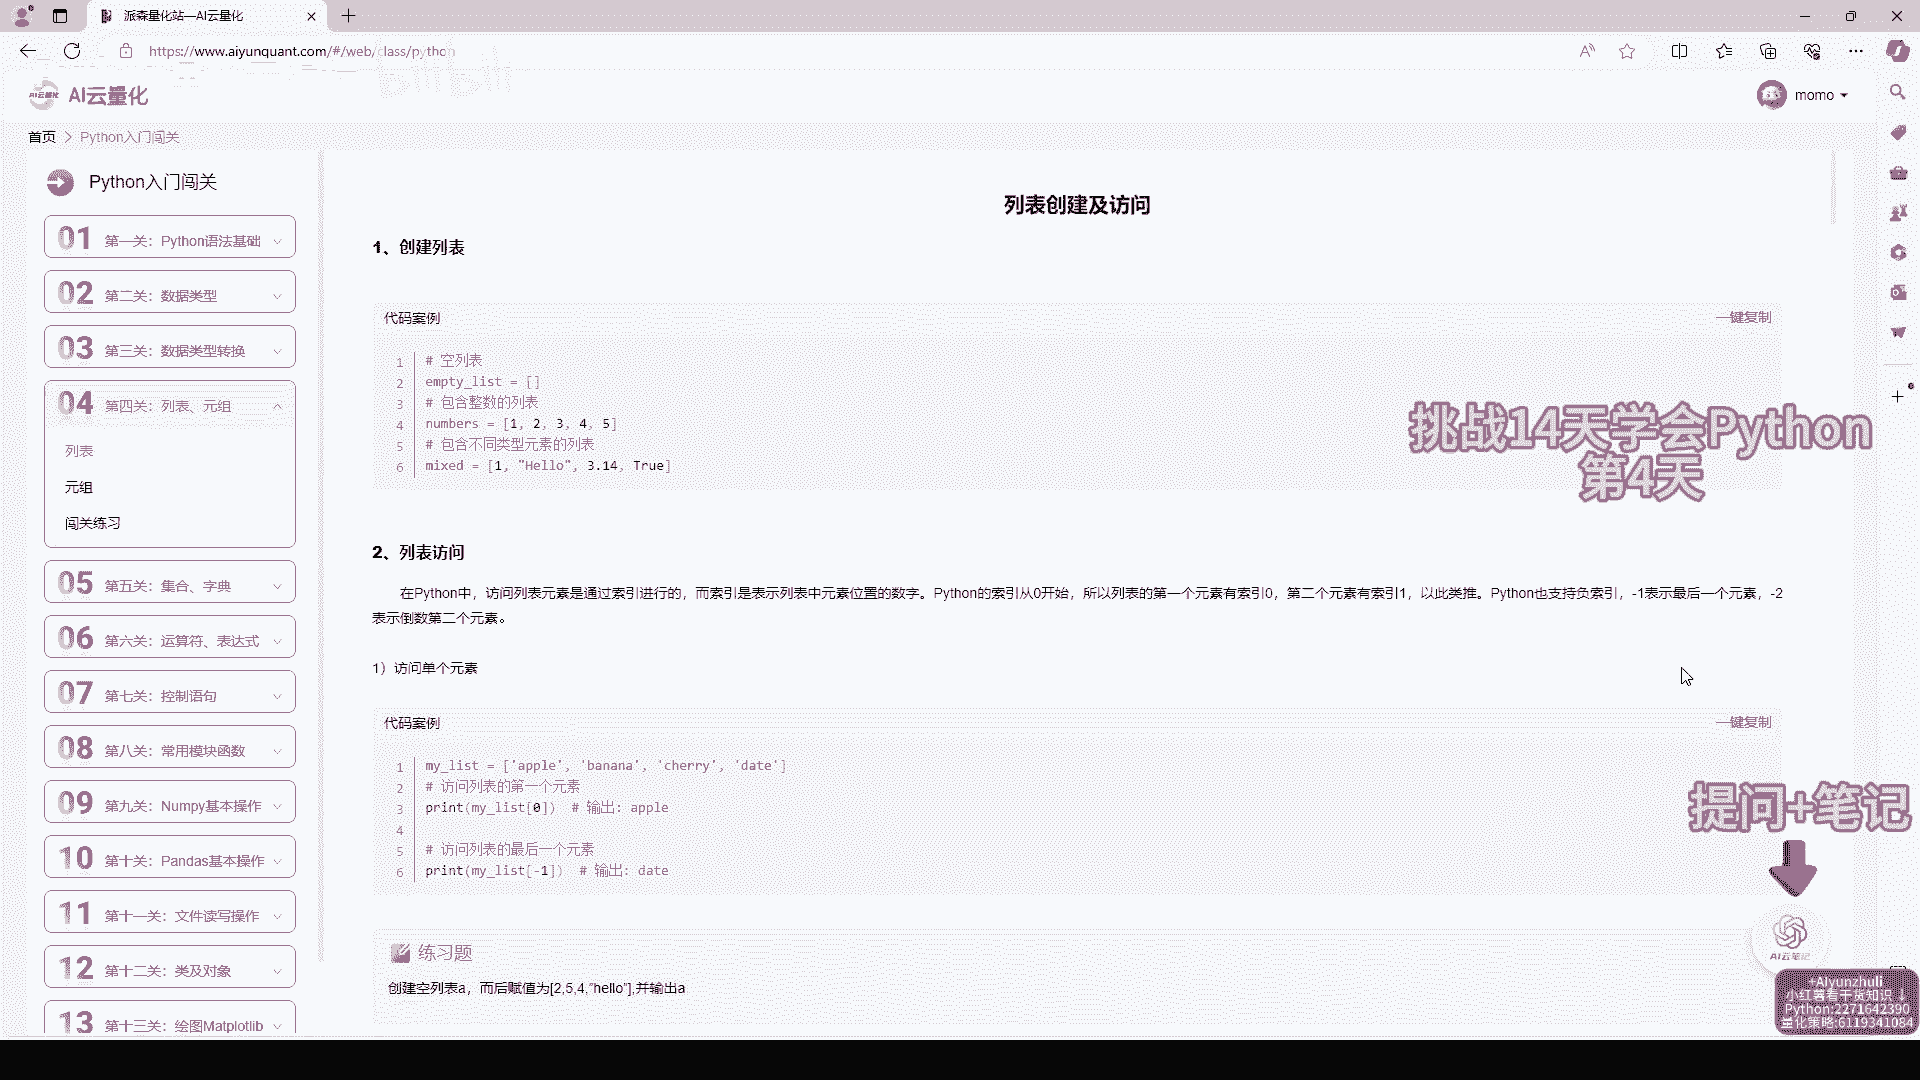 派森量化站—AI云量化
https://www.aiyunquant.com/#/web/class/python
AI云量化
momo
首页 > Python入门闯关
Python入门闯关
01 第一关：Python语法基础
02 第二关：数据类型
03 第三关：数据类型转换
04 第四关：列表、元组
列表
元组
闯关练习
05 第五关：集合、字典
06 第六关：运算符、表达式
07 第七关：控制语句
08 第八关：常用模块函数
09 第九关：Numpy基本操作
10 第十关：Pandas基本操作
11 第十一关：文件读写操作
12 第十二关：类及对象
13 第十三关：绘图Matplotlib
列表创建及访问
1、创建列表
代码案例
一键复制
1 # 空列表
2 empty_list = []
3 # 包含整数的列表
4 numbers = [1, 2, 3, 4, 5]
5 # 包含不同类型元素的列表
6 mixed = [1, "Hello", 3.14, True]
挑战14天学会Python
第4天
2、列表访问
在Python中，访问列表元素是通过索引进行的，而索引是表示列表中元素位置的数字。Python的索引从0开始，所以列表的第一个元素有索引0，第二个元素有索引1，以此类推。Python也支持负索引，-1表示最后一个元素，-2
表示倒数第二个元素。
1）访问单个元素
代码案例
一键复制
1 my_list = ['apple', 'banana', 'cherry', 'date']
2 # 访问列表的第一个元素
3 print(my_list[0])  # 输出: apple
4
5 # 访问列表的最后一个元素
6 print(my_list[-1])  # 输出: date
提问+笔记
AI云笔记
练习题
创建空列表a，而后赋值为[2,5,4,"hello"],并输出a
+AIyunzhuli
小红薯看干货知识 ↓
Python:2271642390
量化策略:6119341084